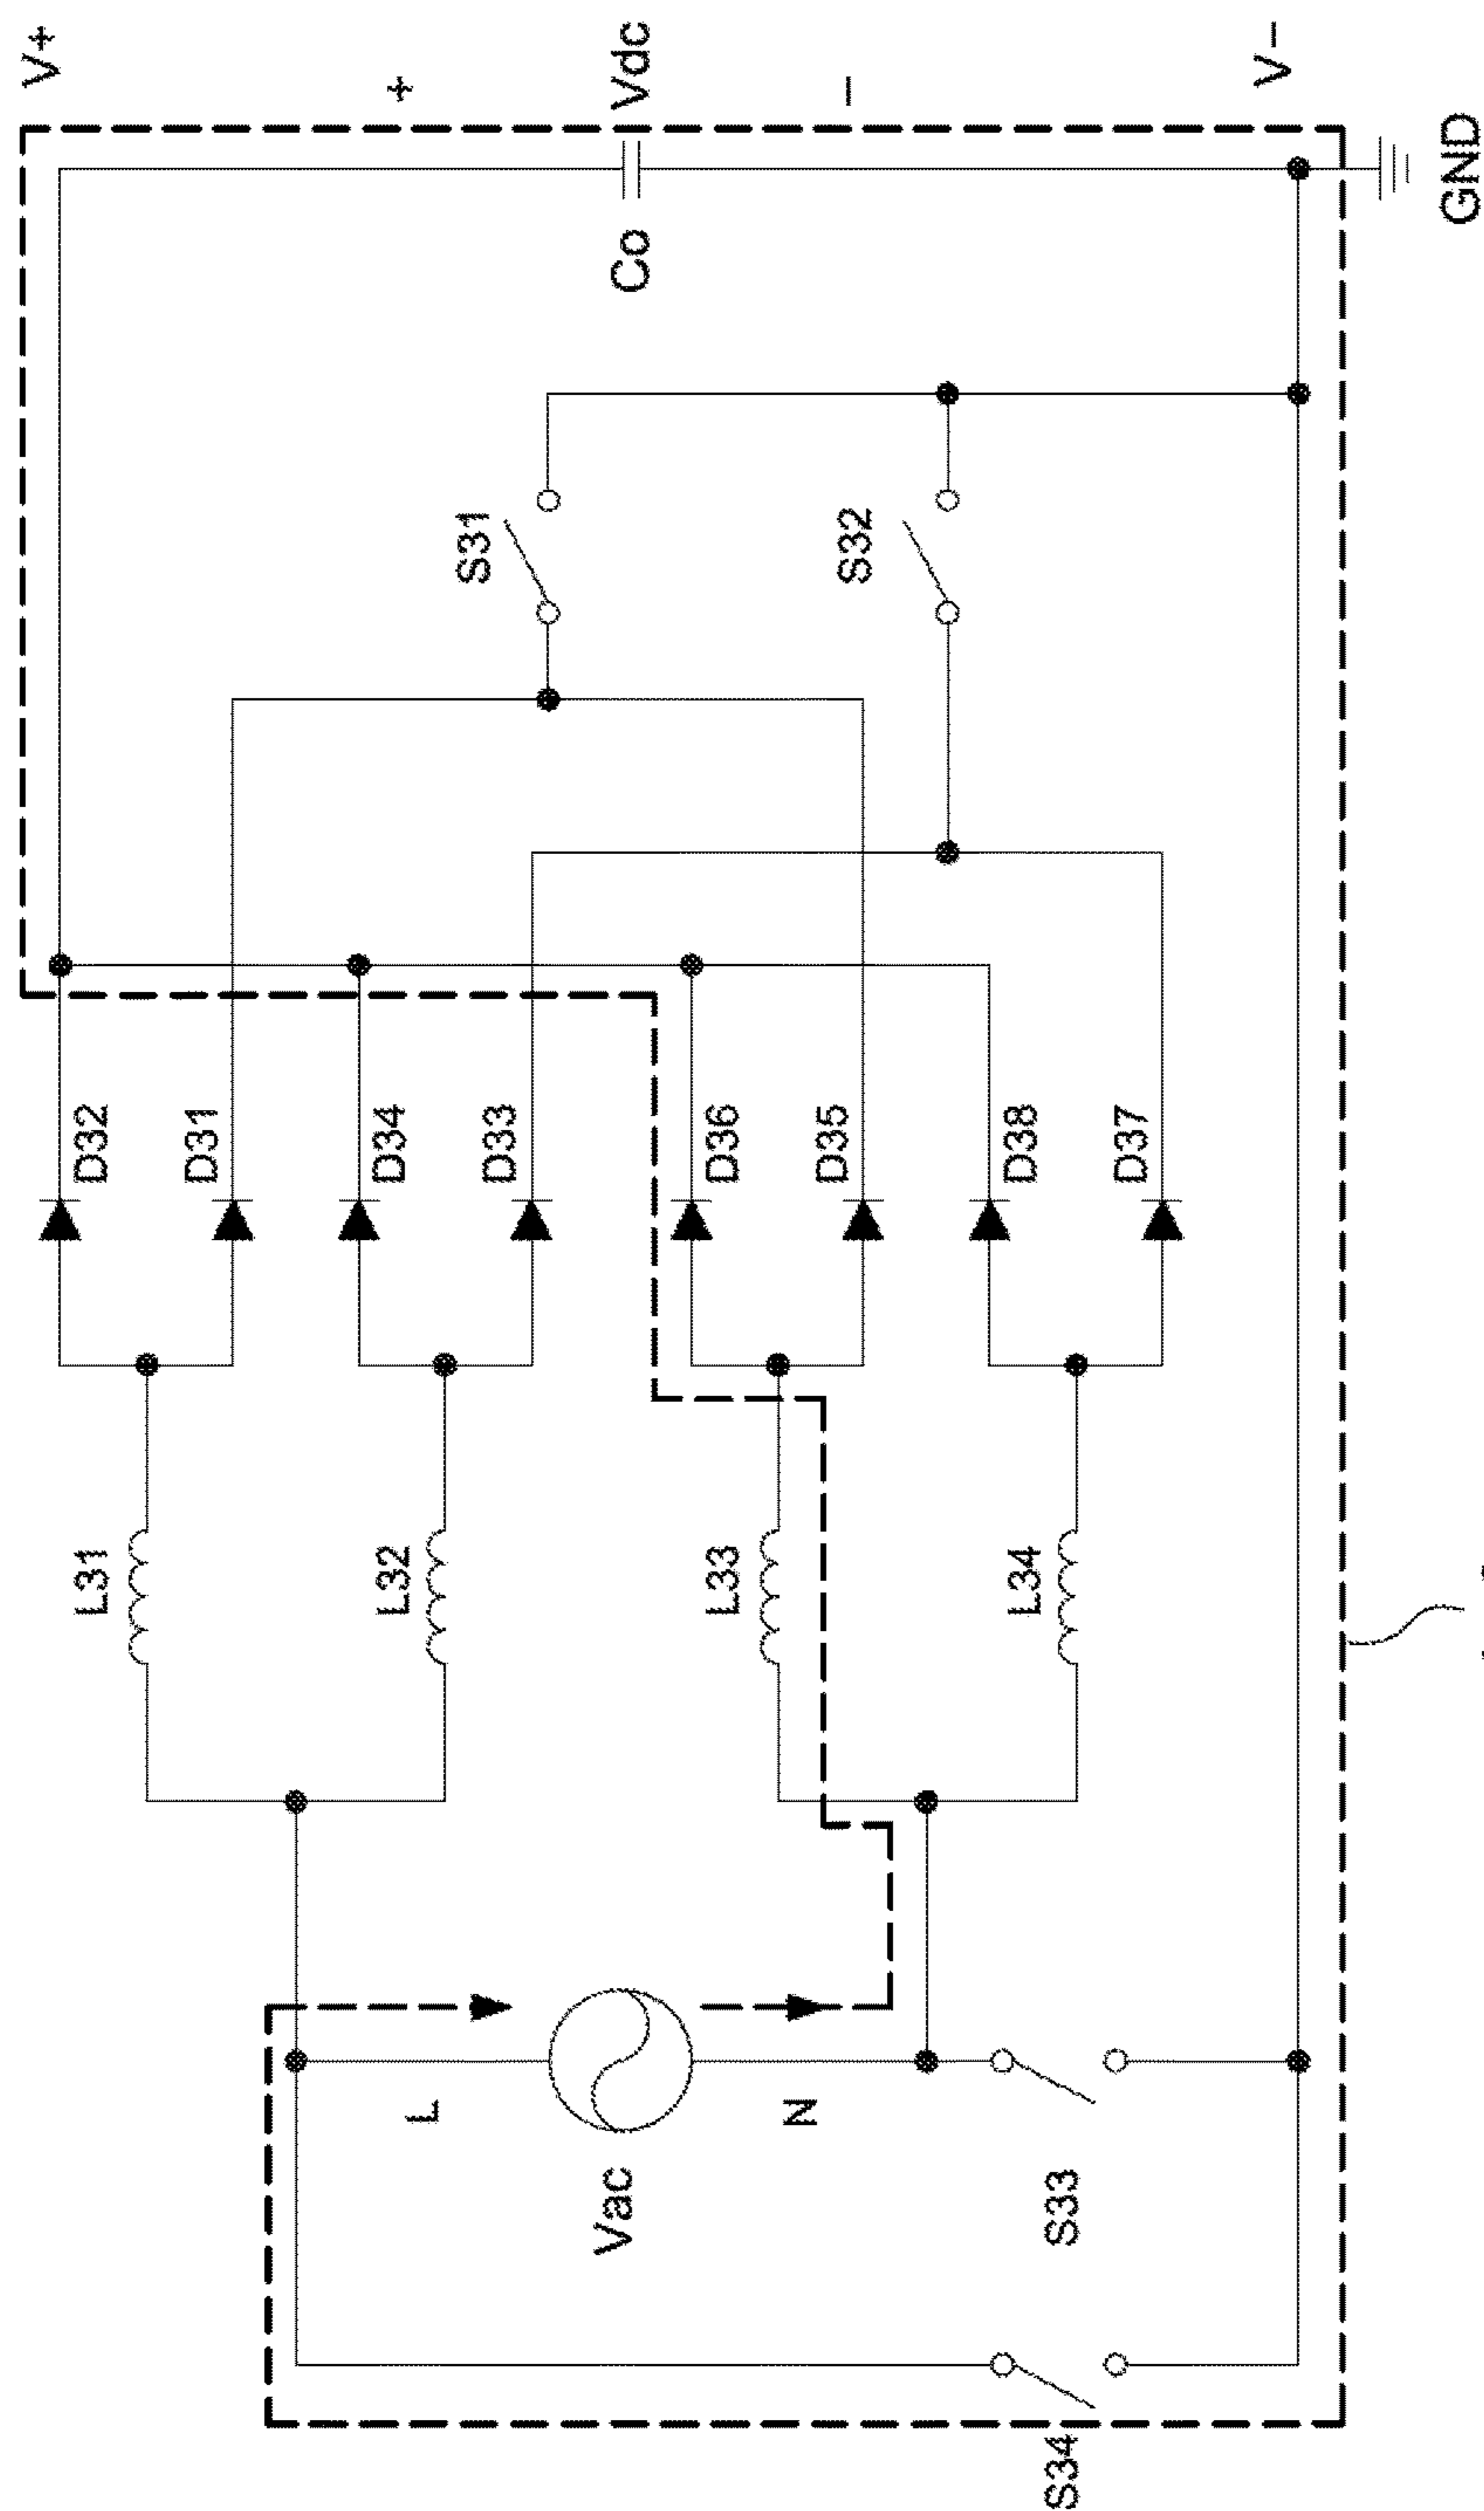 V+
+
Vdc
−
V−
GND
Co
S31
S32
D32
D31
D34
D33
D36
D35
D38
D37
L31
L32
L33
L34
L
N
Vac
S33
S34